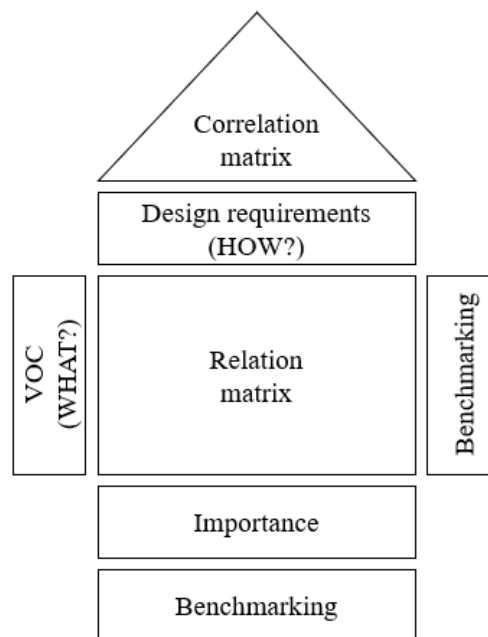 Correlation
matrix
Design requirements
(HOW?)
VOC
(WHAT?)
Relation
matrix
Benchmarking
Importance
Benchmarking